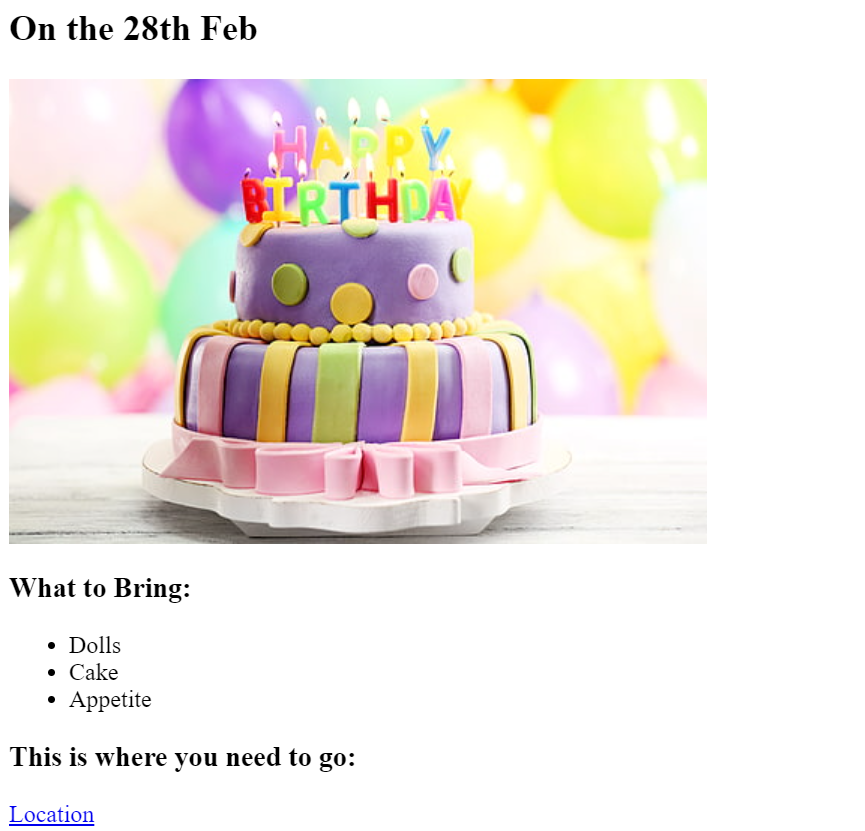 On the 28th Feb
HAPPY
BIRTHDAY
What to Bring:
Dolls
Cake
Appetite
This is where you need to go:
Location